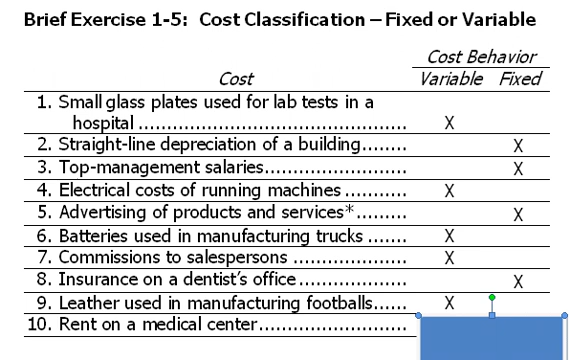 Brief Exercise 1-5: Cost Classification – Fixed or Variable
Cost Behavior
Cost Variable Fixed
1. Small glass plates used for lab tests in a
hospital ............................................... X
2. Straight-line depreciation of a building........ X
3. Top-management salaries......................... X
4. Electrical costs of running machines ........... X
5. Advertising of products and services*......... X
6. Batteries used in manufacturing trucks ....... X
7. Commissions to salespersons .................... X
8. Insurance on a dentist's office ................... X
9. Leather used in manufacturing footballs...... X
10. Rent on a medical center..........................